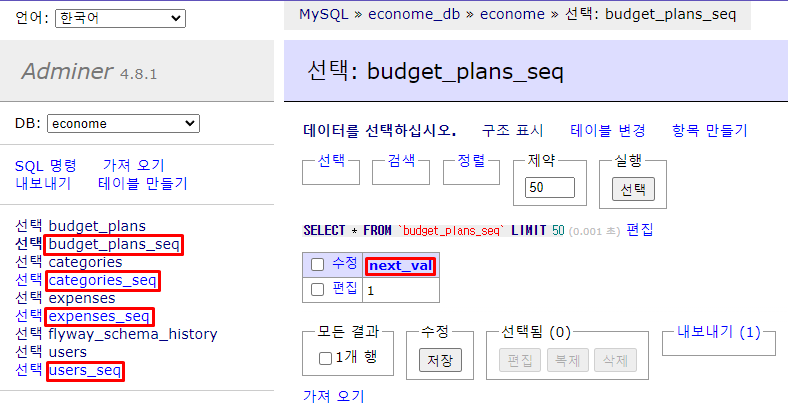 언어: 한국어
MySQL » econome_db » econome » 선택: budget_plans_seq
Adminer 4.8.1
선택: budget_plans_seq
DB: econome
SQL 명령 가져 오기
내보내기 테이블 만들기
선택 budget_plans
선택 budget_plans_seq
선택 categories
선택 categories_seq
선택 expenses
선택 expenses_seq
선택 flyway_schema_history
선택 users
선택 users_seq
데이터를 선택하십시오. 구조 표시 테이블 변경 항목 만들기
선택 검색 정렬 제약 실행
50 선택
SELECT * FROM `budget_plans_seq` LIMIT 50 (0.001 초) 편집
수정 next_val
편집 1
모든 결과 수정 선택됨 (0) 내보내기 (1)
1개 행 저장 편집 복제 삭제
가져 오기